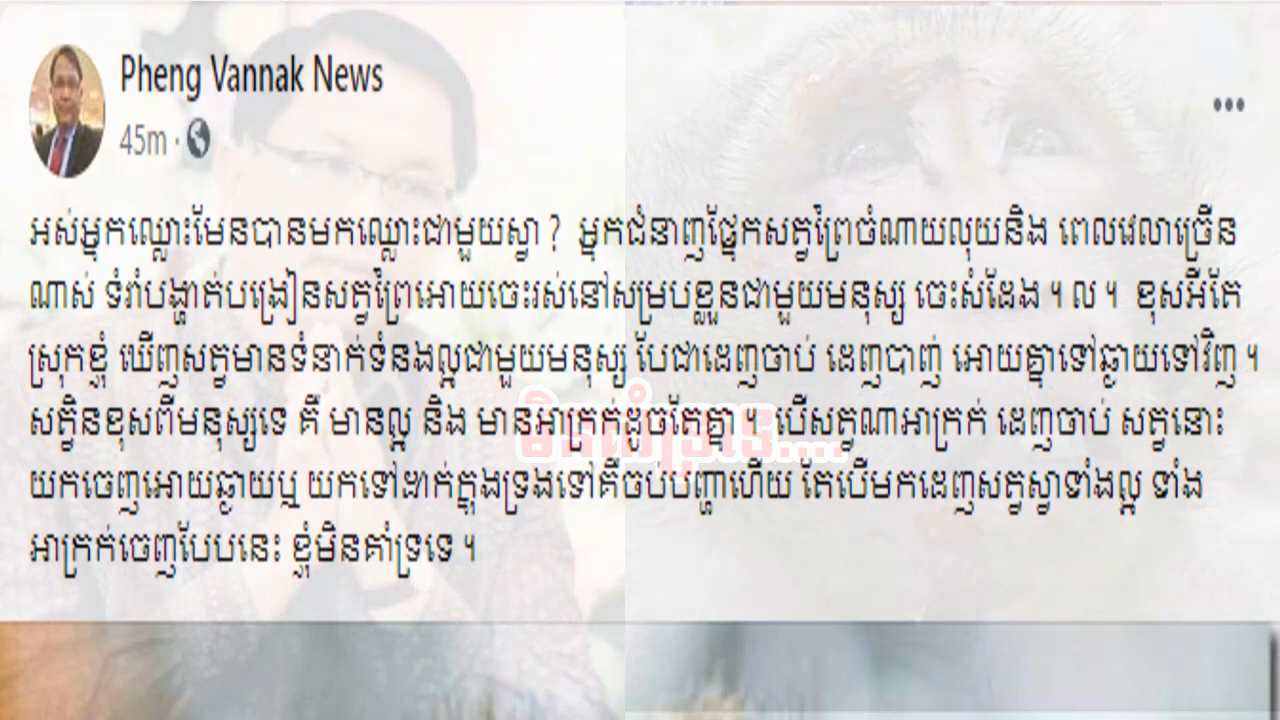 Pheng Vannak News
45m ·
អស់អ្នកឈ្លោះមែនបានមកឈ្លោះជាមួយស្វា ? អ្នកជំនាញផ្នែកសត្វព្រៃចំណាយលុយនិង ពេលវេលាច្រើន
ណាស់ ទំរាំបង្ហាត់បង្រៀនសត្វព្រៃអោយចេះរស់នៅសម្របខ្លួនជាមួយមនុស្ស ចេះសំដែង ។ ល ។ ខុសអីតែ
ស្រុកខ្ញុំ ឃើញសត្វមានទំនាក់ទំនងល្អជាមួយមនុស្ស បែជាដេញចាប់ ដេញបាញ់ អោយគ្នាទៅឆ្ងាយទៅវិញ ។
សត្វិនខុសពីមនុស្សទេ គឺ មានល្អ និង មានអាក្រក់ដូចតែគ្នា ។ បើសត្វណាអាក្រក់ ដេញចាប់ សត្វនោះ
យកចេញអោយឆ្ងាយឬ យកទៅដាក់ក្នុងទ្រុងទៅគឺចប់បញ្ហាហើយ តែបើមកដេញសត្វស្វាទាំងល្អ ទាំង
អាក្រក់ចេញបែបនេះ ខ្ញុំមិនគាំទ្រទេ ។